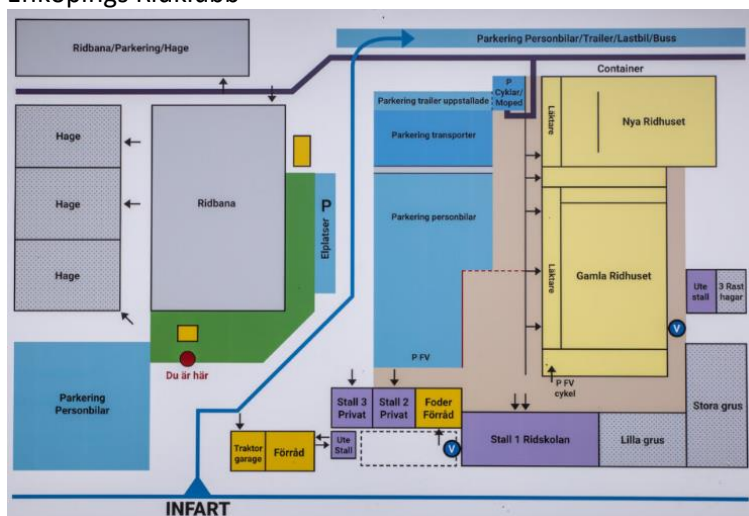 Enköpings Ridklubb
Ridbana/Parkering/Hage
Parkering Personbilar/Trailer/Lastbil/Buss
Container
P
Cyklar/
Moped
Parkering trailer uppställade
Parkering transporter
Läktare
Nya Ridhuset
Hage
Hage
Hage
Ridbana
P
Elplatser
Parkering personbilar
Läktare
Gamla Ridhuset
Ute
stall
3 Rast
hagar
V
Du är här
P FV
P FV
cykel
Parkering
Personbilar
Stall 3
Privat
Stall 2
Privat
Foder
Förråd
Stora grus
Traktor
garage
Förråd
Ute
Stall
V
Stall 1 Ridskolan
Lilla grus
INFART